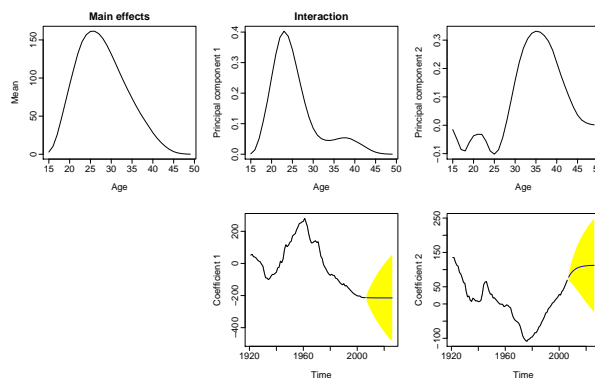 Main effects
Mean
0 50 100 150
15 20 25 30 35 40 45 50
Age
Interaction
Principal component 1
0.0 0.1 0.2 0.3 0.4
15 20 25 30 35 40 45 50
Age
Principal component 2
−0.1 0.0 0.1 0.2 0.3
15 20 25 30 35 40 45 50
Age
Coefficient 1
−400 −200 0 200
1920 1960 2000
Time
Coefficient 2
−100 0 50 150 250
1920 1960 2000
Time